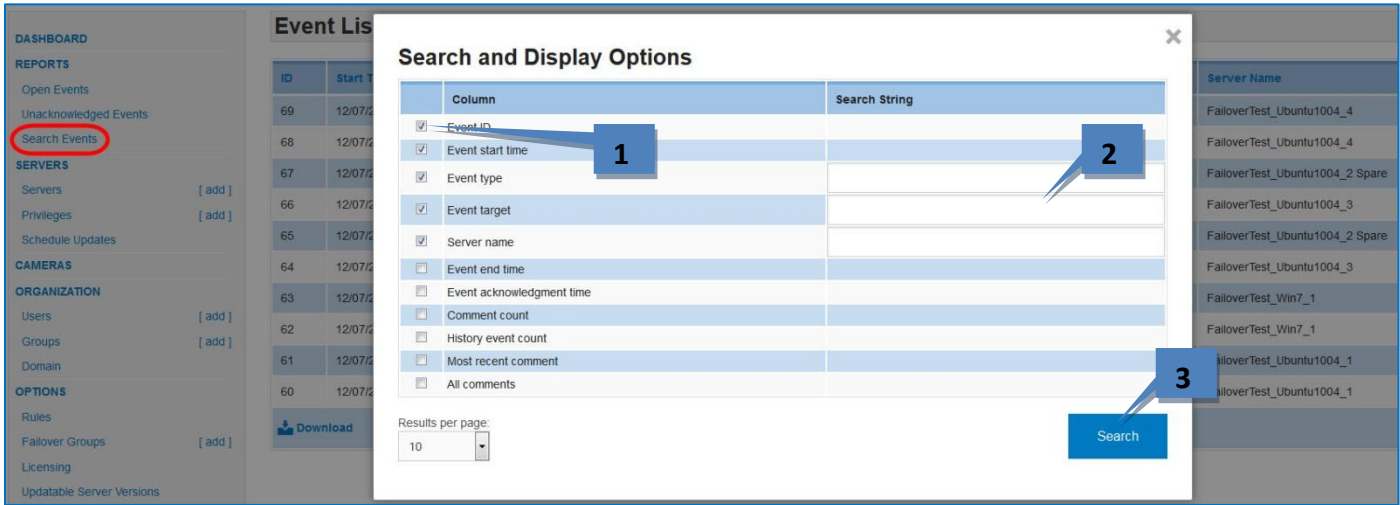 DASHBOARD
REPORTS
Open Events
Unacknowledged Events
Search Events
SERVERS
Servers [ add ]
Privileges [ add ]
Schedule Updates
CAMERAS
ORGANIZATION
Users [ add ]
Groups [ add ]
Domain
OPTIONS
Rules
Failover Groups [ add ]
Licensing
Updatable Server Versions
Event Lis
ID Start T
69 12/07/2
68 12/07/2
67 12/07/2
66 12/07/2
65 12/07/2
64 12/07/2
63 12/07/2
62 12/07/2
61 12/07/2
60 12/07/2
Download
×
Search and Display Options
Column Search String
Event ID
Event start time
Event type
Event target
Server name
Event end time
Event acknowledgment time
Comment count
History event count
Most recent comment
All comments
1
2
3
Results per page:
10
Search
Server Name
FailoverTest_Ubuntu1004_4
FailoverTest_Ubuntu1004_4
FailoverTest_Ubuntu1004_2 Spare
FailoverTest_Ubuntu1004_3
FailoverTest_Ubuntu1004_2 Spare
FailoverTest_Ubuntu1004_3
FailoverTest_Win7_1
FailoverTest_Win7_1
ailoverTest_Ubuntu1004_1
ailoverTest_Ubuntu1004_1